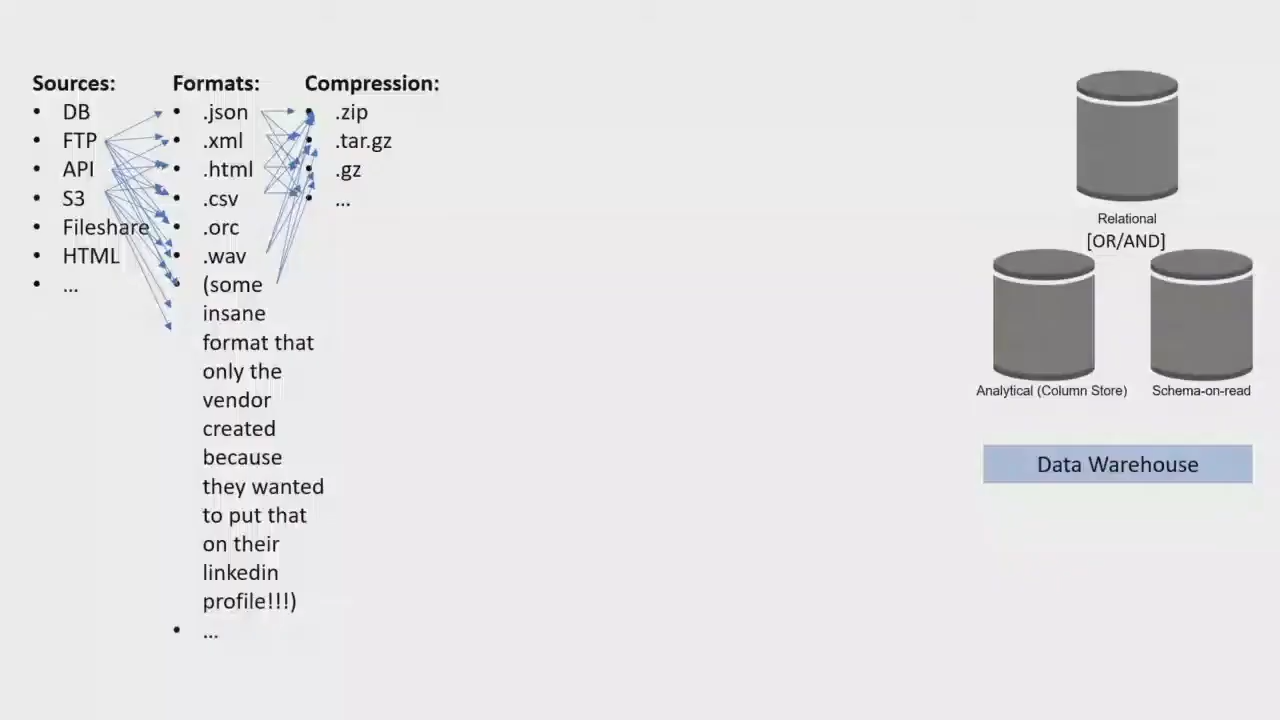 Sources:
• DB
• FTP
• API
• S3
• Fileshare
• HTML
• ...
Formats:
• .json
• .xml
• .html
• .csv
• .orc
• .wav
• (some
insane
format that
only the
vendor
created
because
they wanted
to put that
on their
linkedin
profile!!!)
• ...
Compression:
• .zip
• .tar.gz
• .gz
• ...
Relational
[OR/AND]
Analytical (Column Store)
Schema-on-read
Data Warehouse